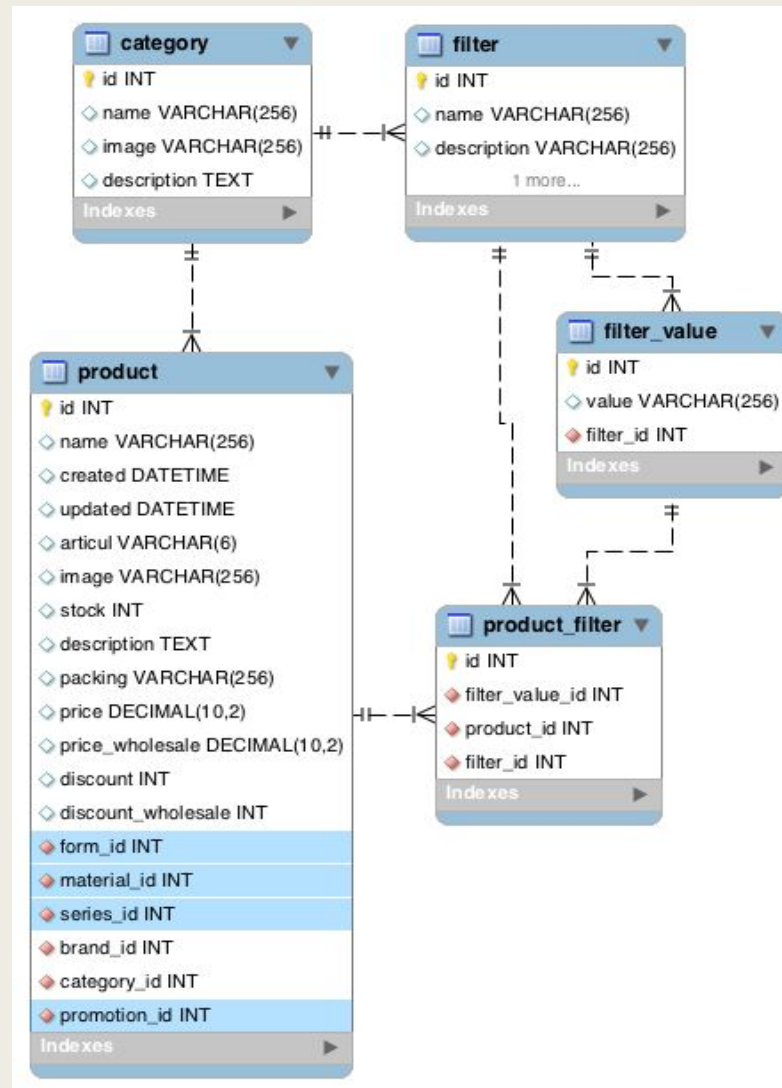 category
id INT
name VARCHAR(256)
image VARCHAR(256)
description TEXT
Indexes
filter
id INT
name VARCHAR(256)
description VARCHAR(256)
1 more...
Indexes
filter_value
id INT
value VARCHAR(256)
filter_id INT
Indexes
product
id INT
name VARCHAR(256)
created DATETIME
updated DATETIME
articul VARCHAR(6)
image VARCHAR(256)
stock INT
description TEXT
packing VARCHAR(256)
price DECIMAL(10,2)
price_wholesale DECIMAL(10,2)
discount INT
discount_wholesale INT
form_id INT
material_id INT
series_id INT
brand_id INT
category_id INT
promotion_id INT
Indexes
product_filter
id INT
filter_value_id INT
product_id INT
filter_id INT
Indexes